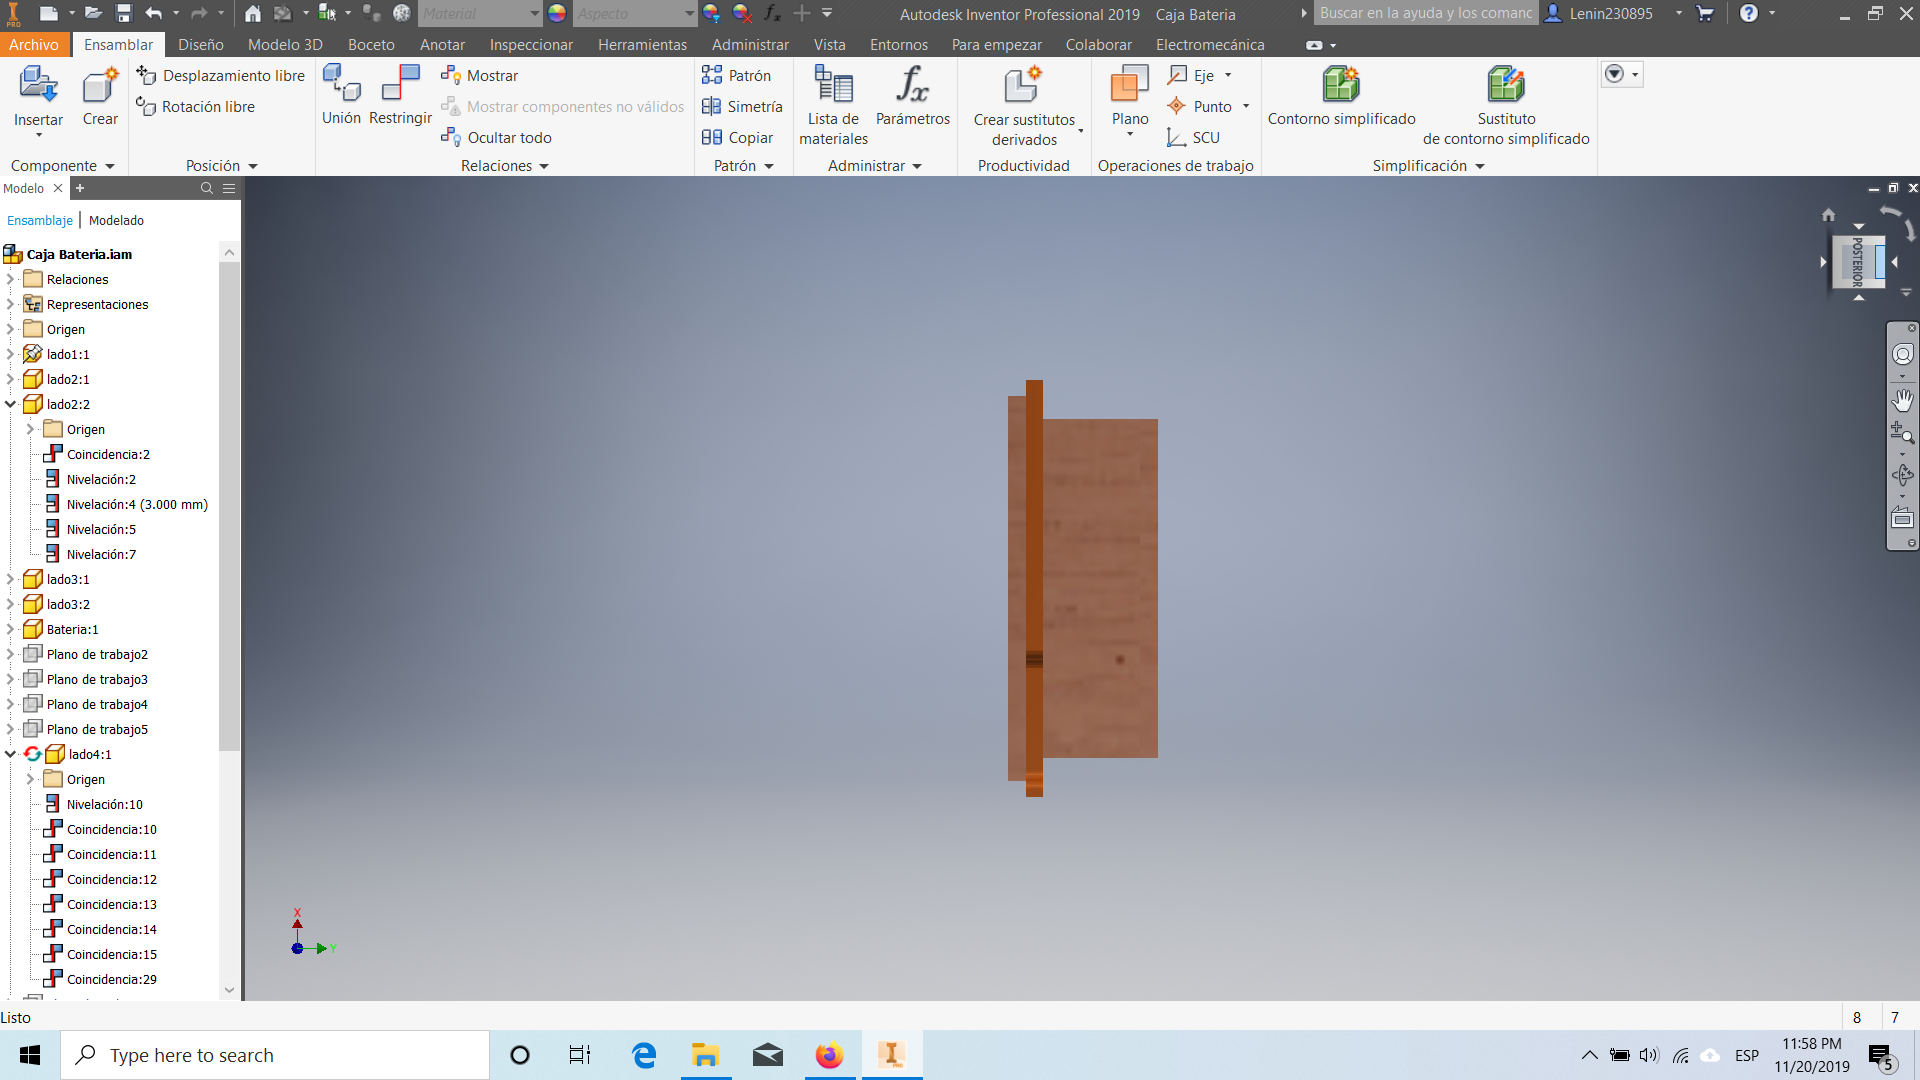 PRO
Material
Aspecto
Autodesk Inventor Professional 2019 Caja Bateria
Buscar en la ayuda y los comanc
Lenin230895
Archivo Ensamblar Diseño Modelo 3D Boceto Anotar Inspeccionar Herramientas Administrar Vista Entornos Para empezar Colaborar Electromecánica
Insertar
Crear
Desplazamiento libre
Rotación libre
Unión
Restringir
Mostrar
Mostrar componentes no válidos
Ocultar todo
Patrón
Simetría
Copiar
Lista de
materiales
Parámetros
Crear sustitutos
derivados
Plano
Eje
Punto
SCU
Contorno simplificado
Sustituto
de contorno simplificado
Componente Posición Relaciones Patrón Administrar Productividad Operaciones de trabajo Simplificación
Modelo
Ensamblaje | Modelado
Caja Bateria.iam
Relaciones
Representaciones
Origen
lado1:1
lado2:1
lado2:2
Origen
Coincidencia:2
Nivelación:2
Nivelación:4 (3.000 mm)
Nivelación:5
Nivelación:7
lado3:1
lado3:2
Bateria:1
Plano de trabajo2
Plano de trabajo3
Plano de trabajo4
Plano de trabajo5
lado4:1
Origen
Nivelación:10
Coincidencia:10
Coincidencia:11
Coincidencia:12
Coincidencia:13
Coincidencia:14
Coincidencia:15
Coincidencia:29
POSTERIOR
X
Y
Listo
8 7
Type here to search
PRO
ESP
11:58 PM
11/20/2019
5